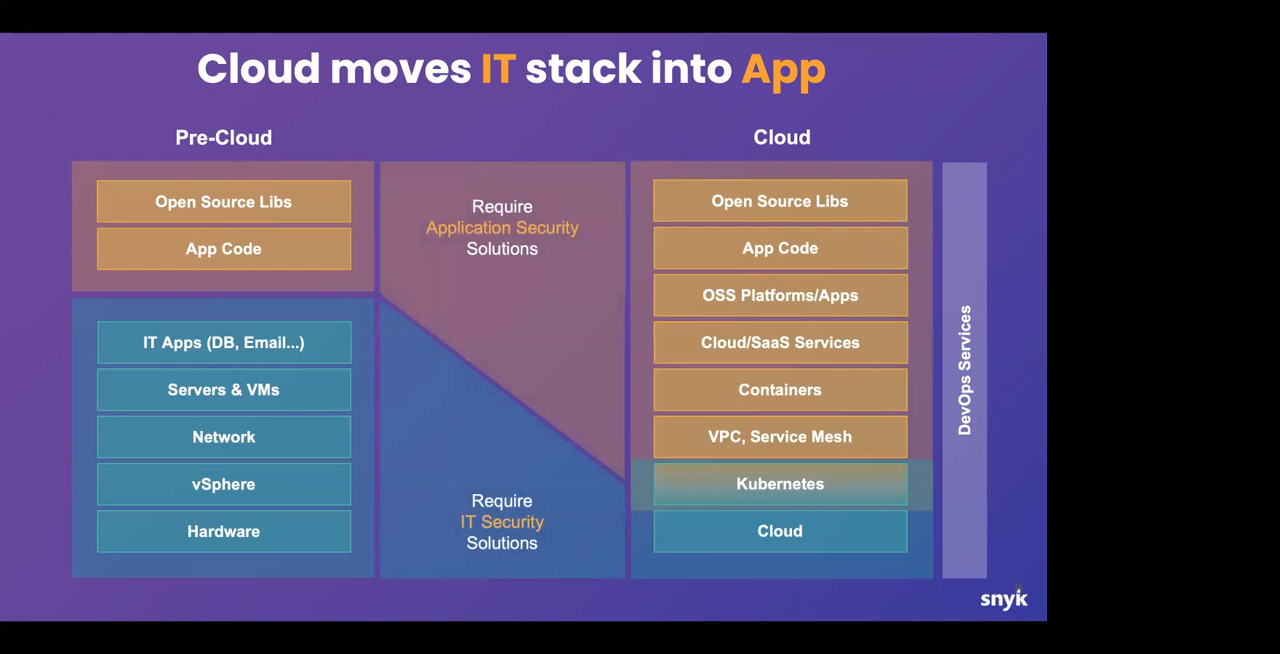 Cloud moves IT stack into App
Pre-Cloud
Open Source Libs
App Code
IT Apps (DB, Email...)
Servers & VMs
Network
vSphere
Hardware
Require
Application Security
Solutions
Require
IT Security
Solutions
Cloud
Open Source Libs
App Code
OSS Platforms/Apps
Cloud/SaaS Services
Containers
VPC, Service Mesh
Kubernetes
Cloud
DevOps Services
snyk